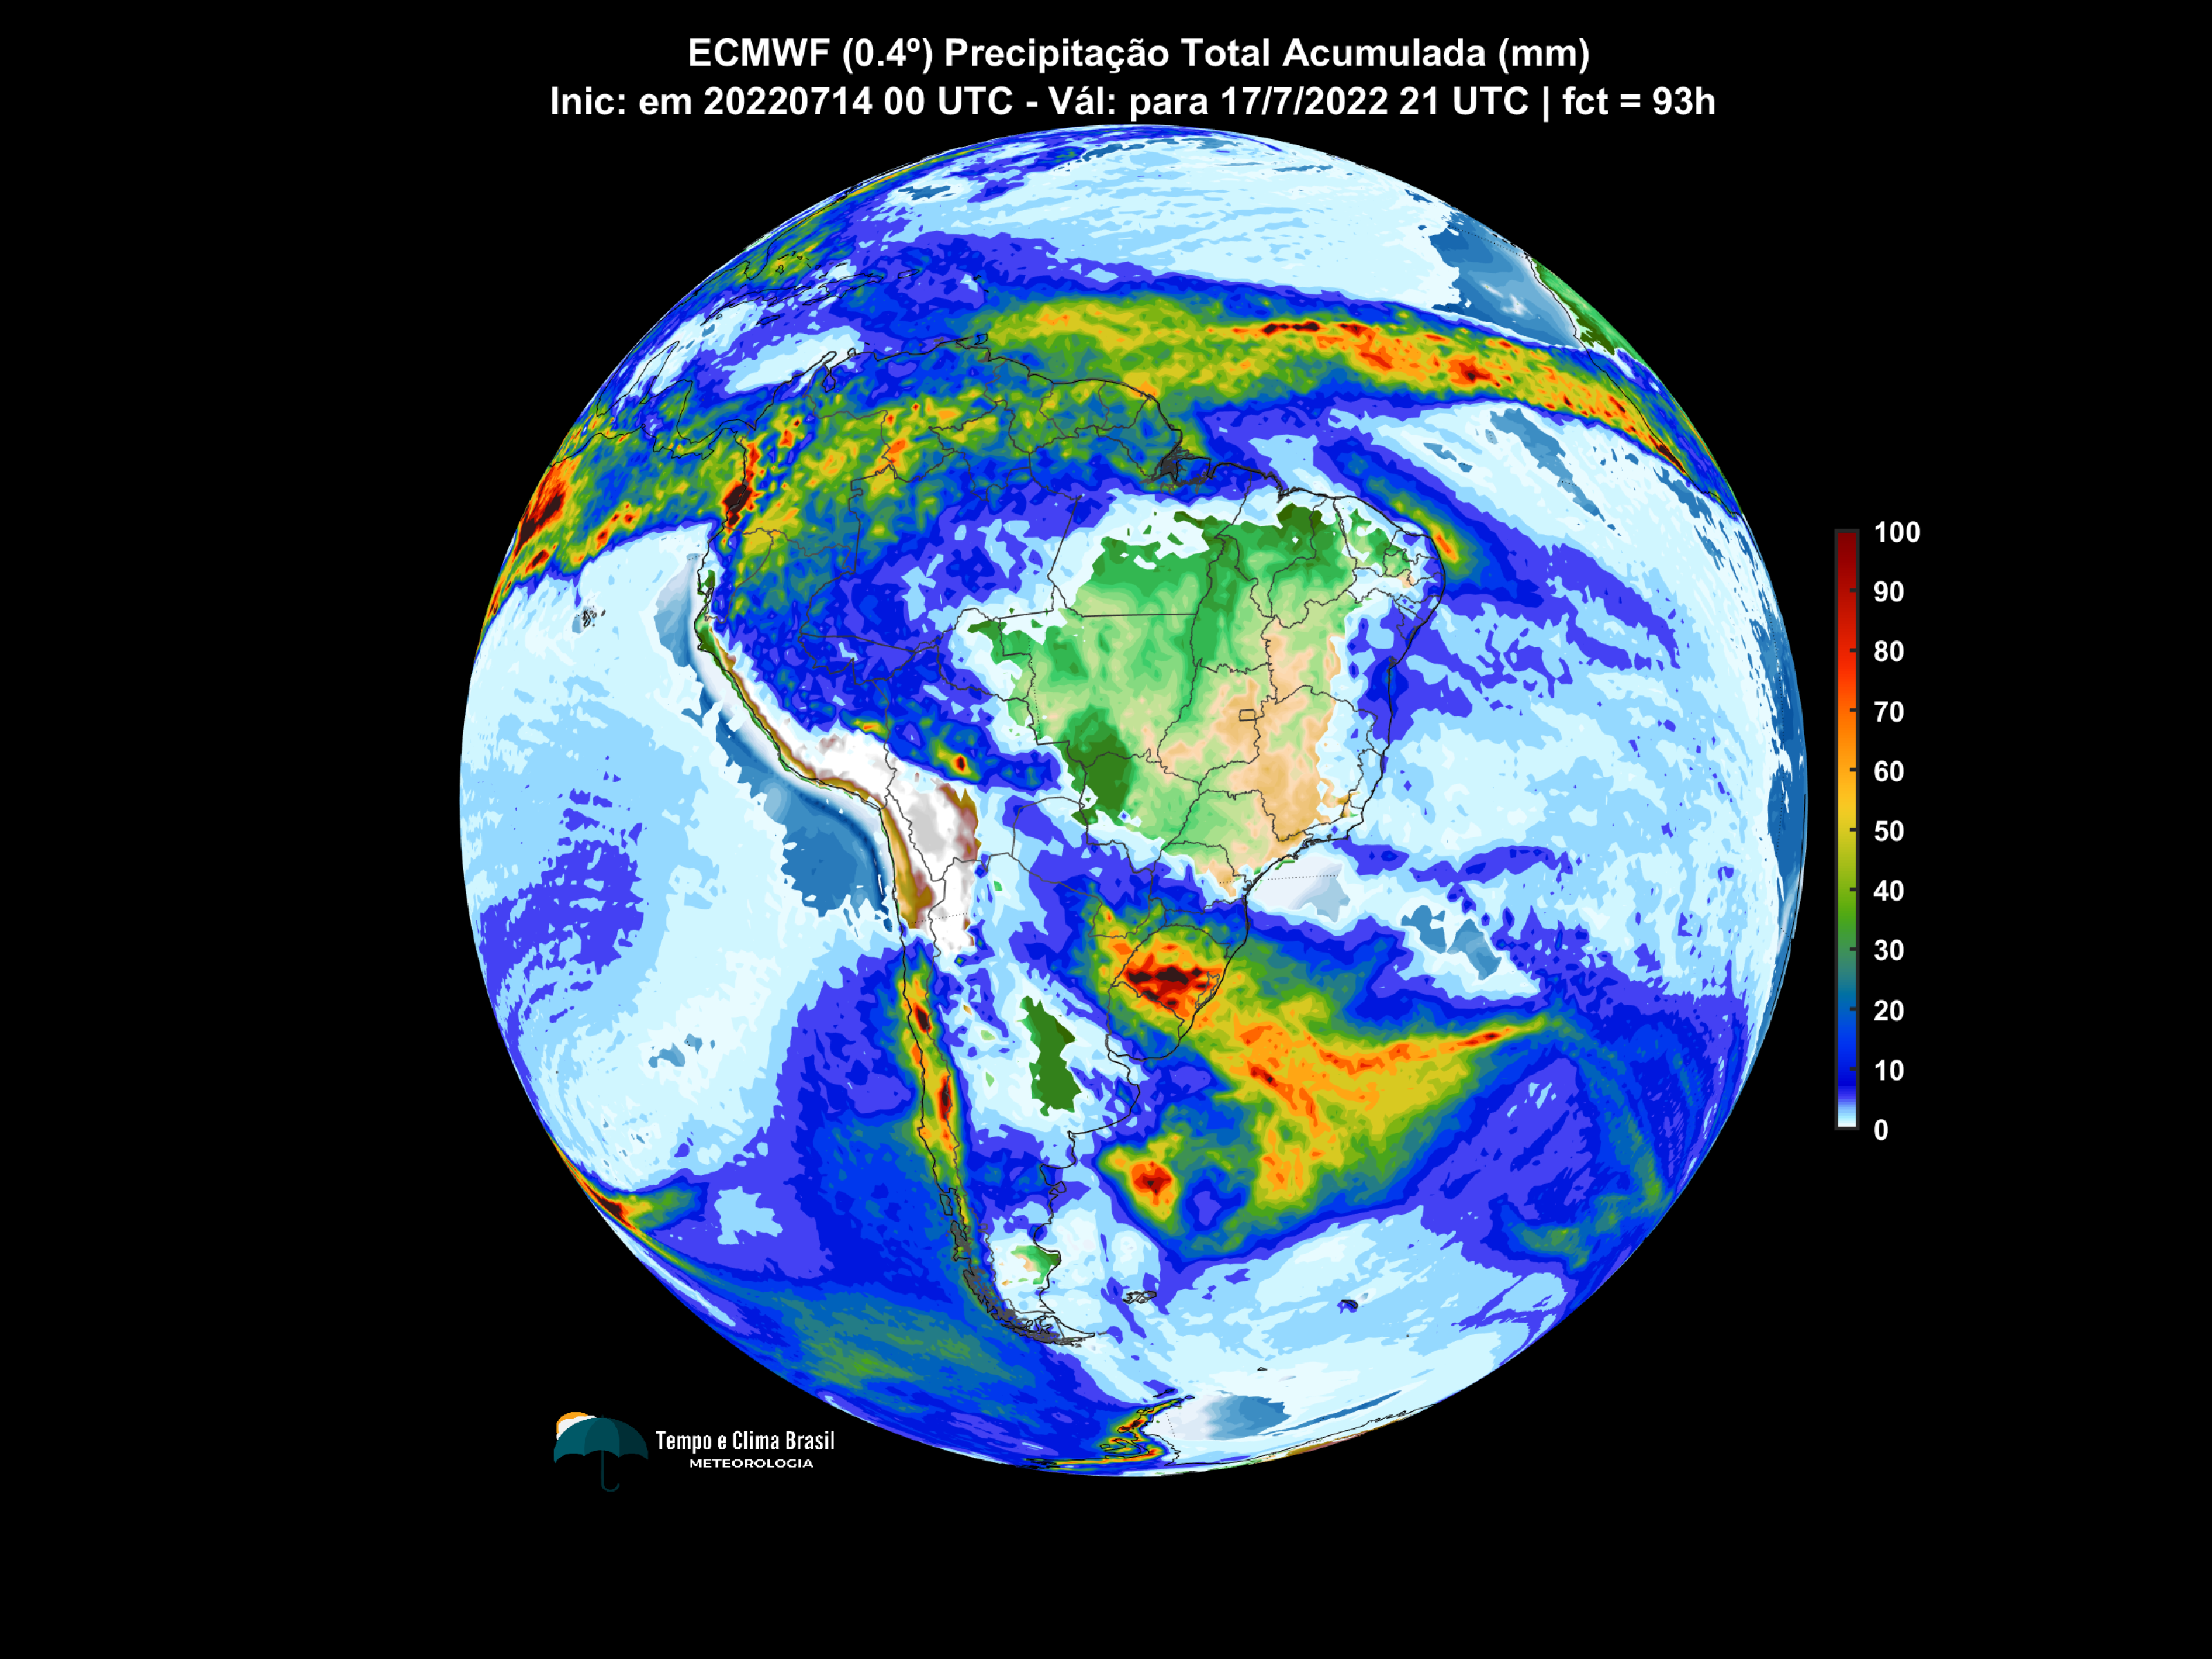 ECMWF (0.4º) Precipitação Total Acumulada (mm)
Inic: em 20220714 00 UTC - Vál: para 17/7/2022 21 UTC | fct = 93h
100
90
80
70
60
50
40
30
20
10
0
Tempo e Clima Brasil
METEOROLOGIA